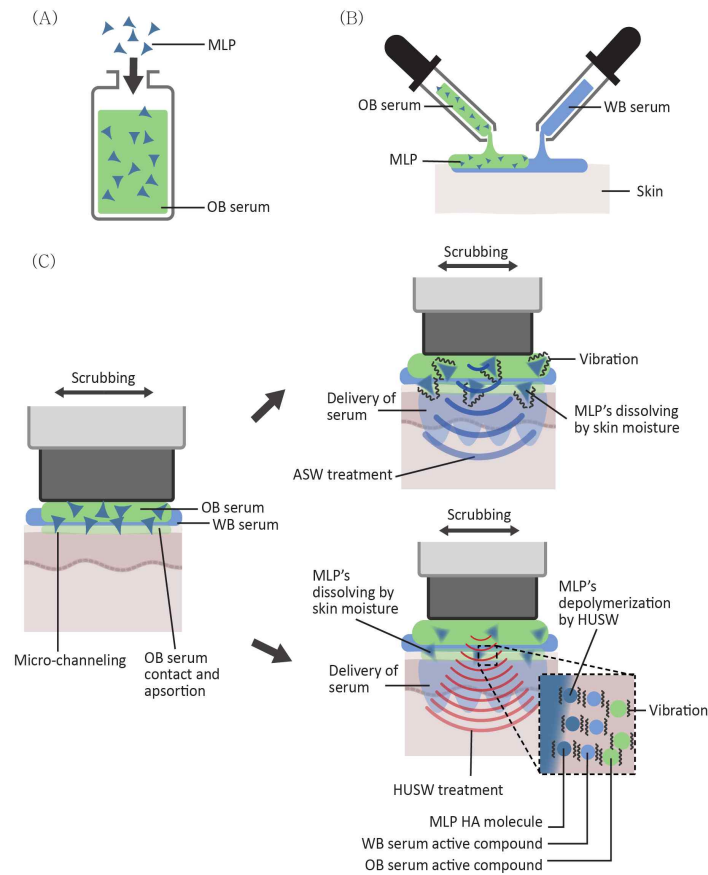 (A)
MLP
OB serum
(B)
OB serum
WB serum
MLP
Skin
(C)
Scrubbing
OB serum
WB serum
Micro-channeling
OB serum
contact and
apsortion
Scrubbing
Vibration
Delivery of
serum
MLP's dissolving
by skin moisture
ASW treatment
Scrubbing
MLP's
dissolving by
skin moisture
MLP's
depolymerization
by HUSW
Delivery of
serum
Vibration
HUSW treatment
MLP HA molecule
WB serum active compound
OB serum active compound